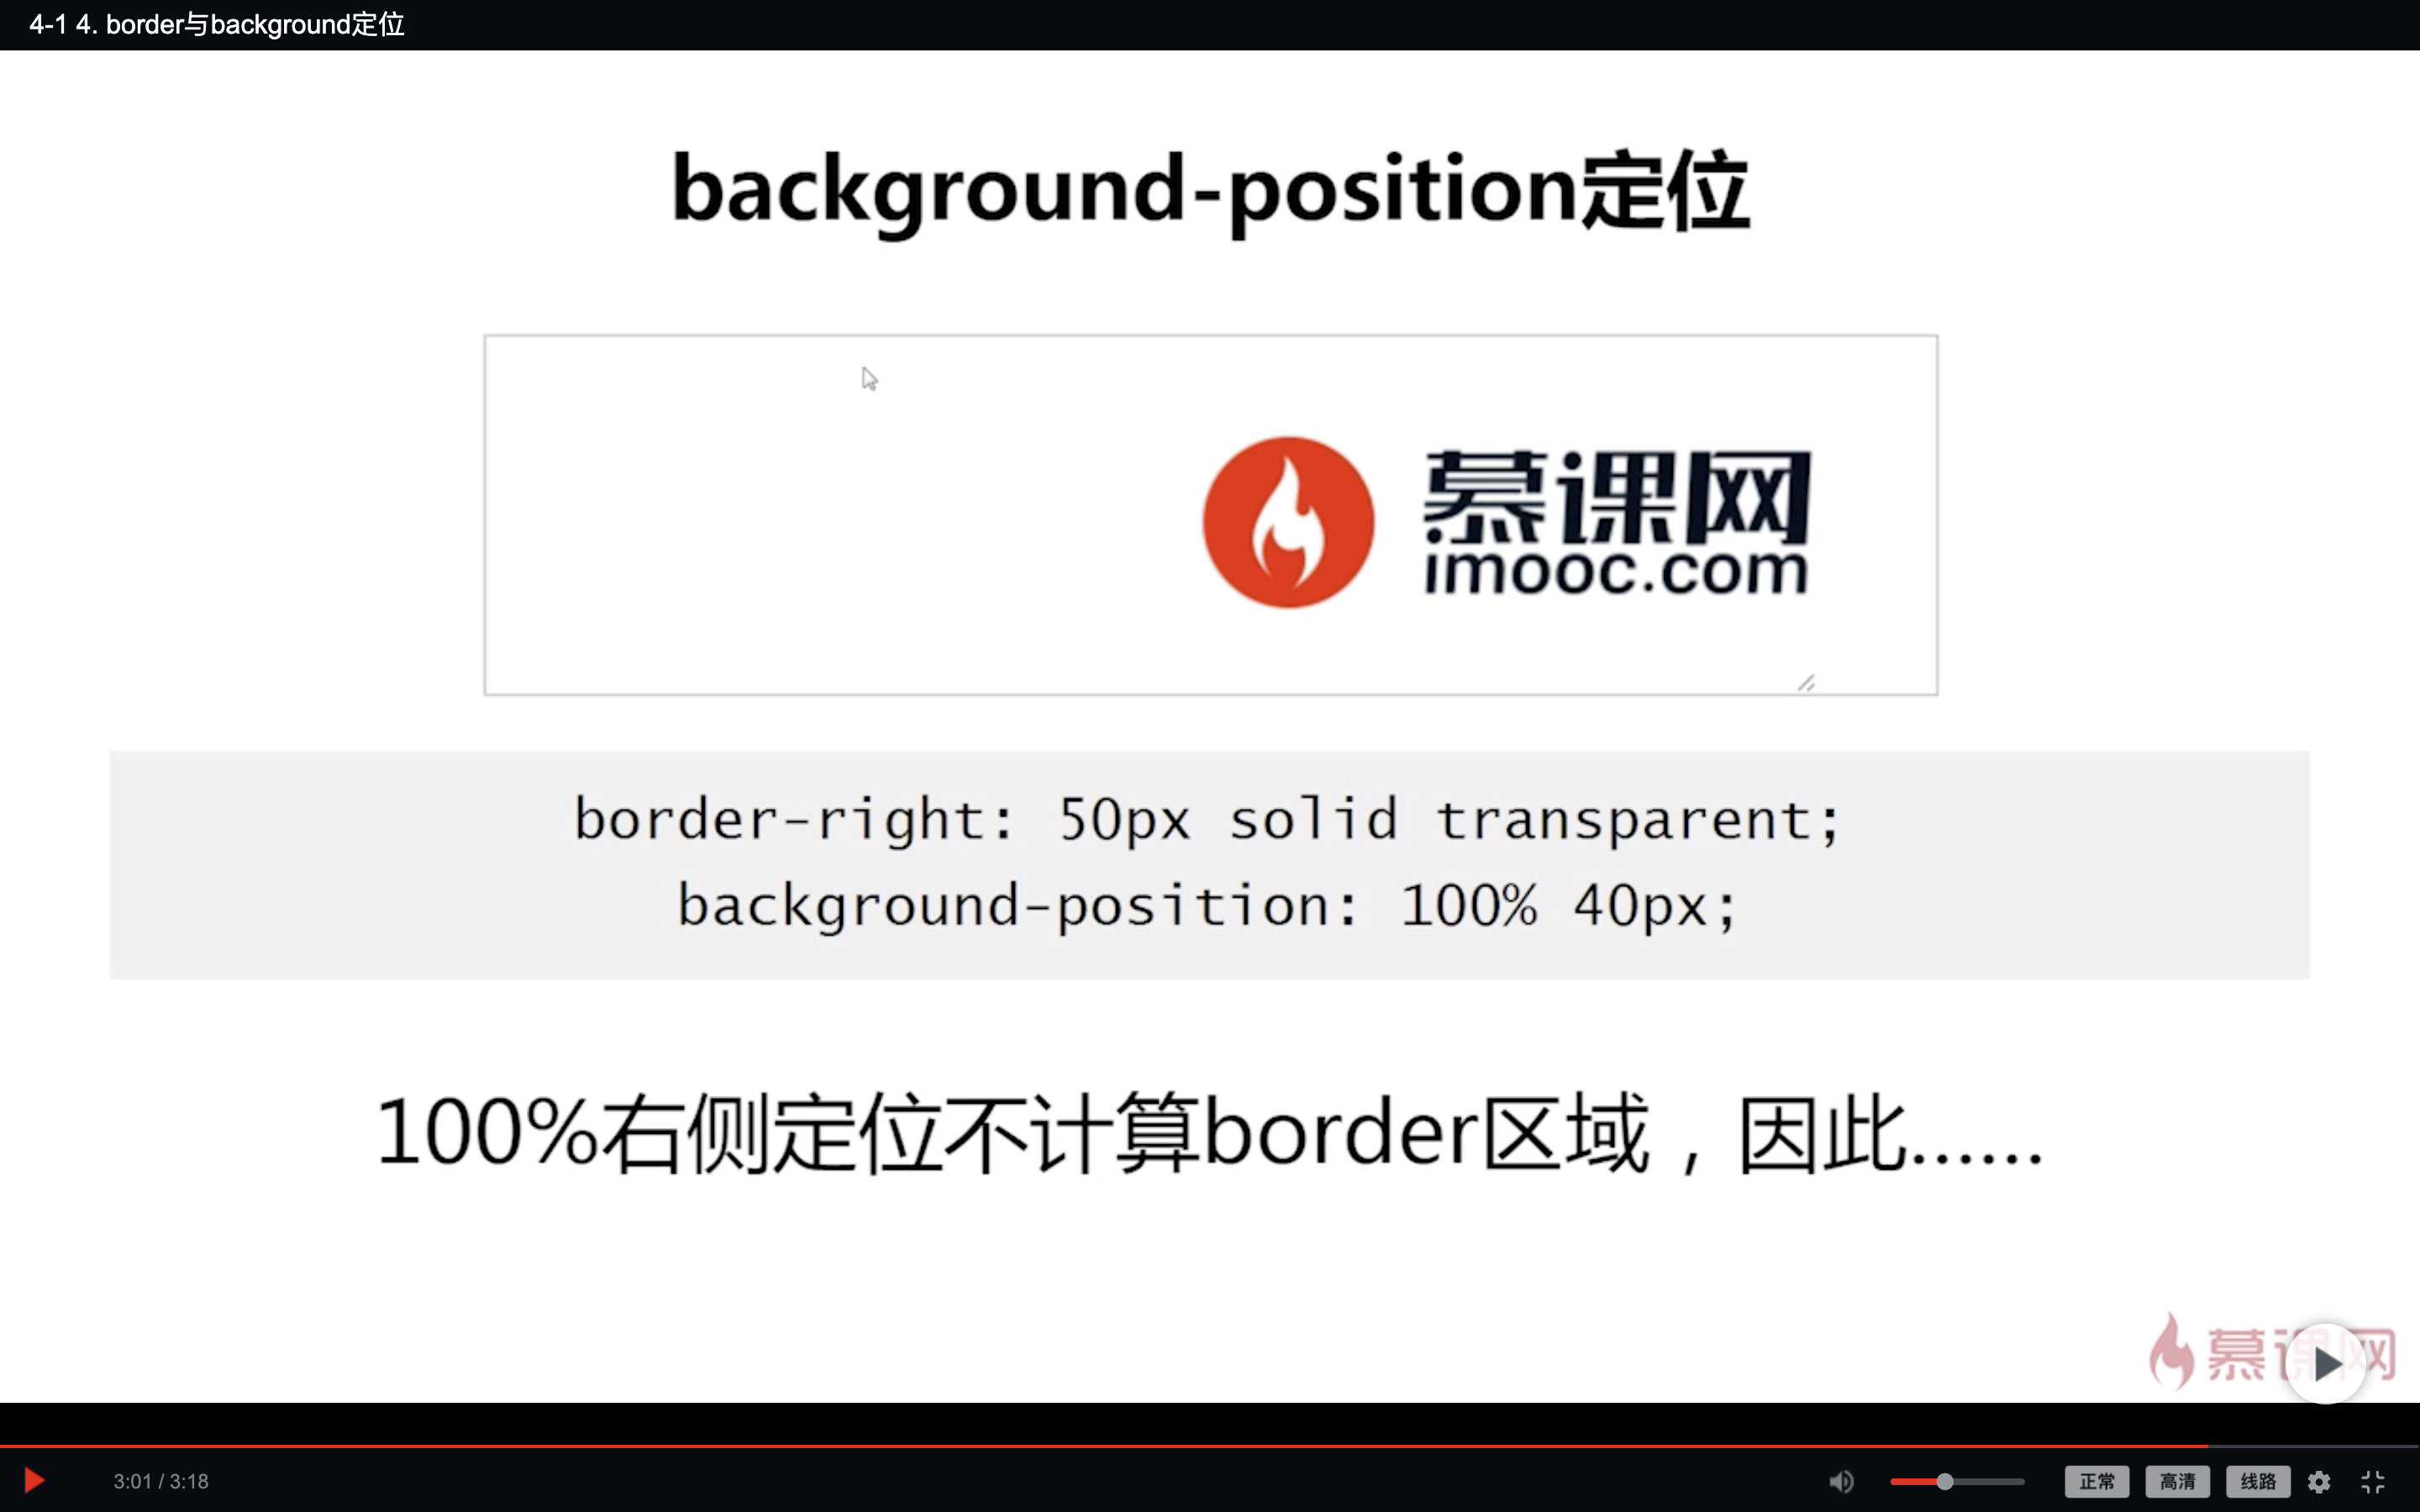 4-1 4. border与background定位
background-position定位
慕课网
imooc.com
border-right: 50px solid transparent;
background-position: 100% 40px;
100%右侧定位不计算border区域，因此......
慕课网
3:01 / 3:18
正常
高清
线路